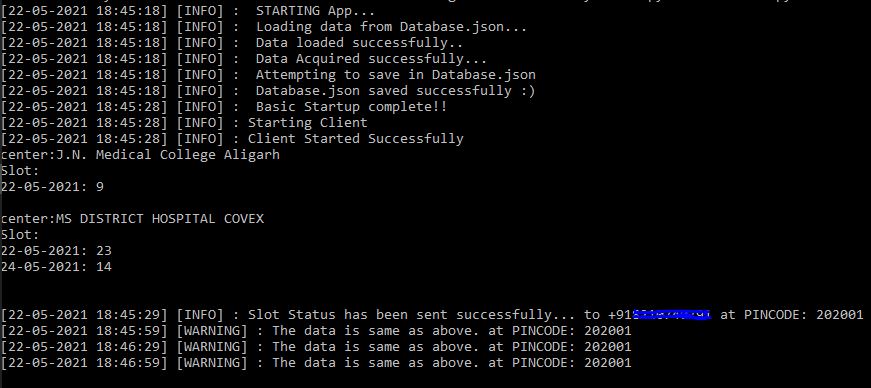 [22-05-2021 18:45:18] [INFO] :  STARTING App...
[22-05-2021 18:45:18] [INFO] :  Loading data from Database.json...
[22-05-2021 18:45:18] [INFO] :  Data loaded successfully..
[22-05-2021 18:45:18] [INFO] :  Data Acquired successfully...
[22-05-2021 18:45:18] [INFO] :  Attempting to save in Database.json
[22-05-2021 18:45:18] [INFO] :  Database.json saved successfully :)
[22-05-2021 18:45:28] [INFO] :  Basic Startup complete!!
[22-05-2021 18:45:28] [INFO] : Starting Client
[22-05-2021 18:45:28] [INFO] : Client Started Successfully
center:J.N. Medical College Aligarh
Slot:
22-05-2021: 9
center:MS DISTRICT HOSPITAL COVEX
Slot:
22-05-2021: 23
24-05-2021: 14
[22-05-2021 18:45:29] [INFO] : Slot Status has been sent successfully... to +91 at PINCODE: 202001
[22-05-2021 18:45:59] [WARNING] : The data is same as above. at PINCODE: 202001
[22-05-2021 18:46:29] [WARNING] : The data is same as above. at PINCODE: 202001
[22-05-2021 18:46:59] [WARNING] : The data is same as above. at PINCODE: 202001